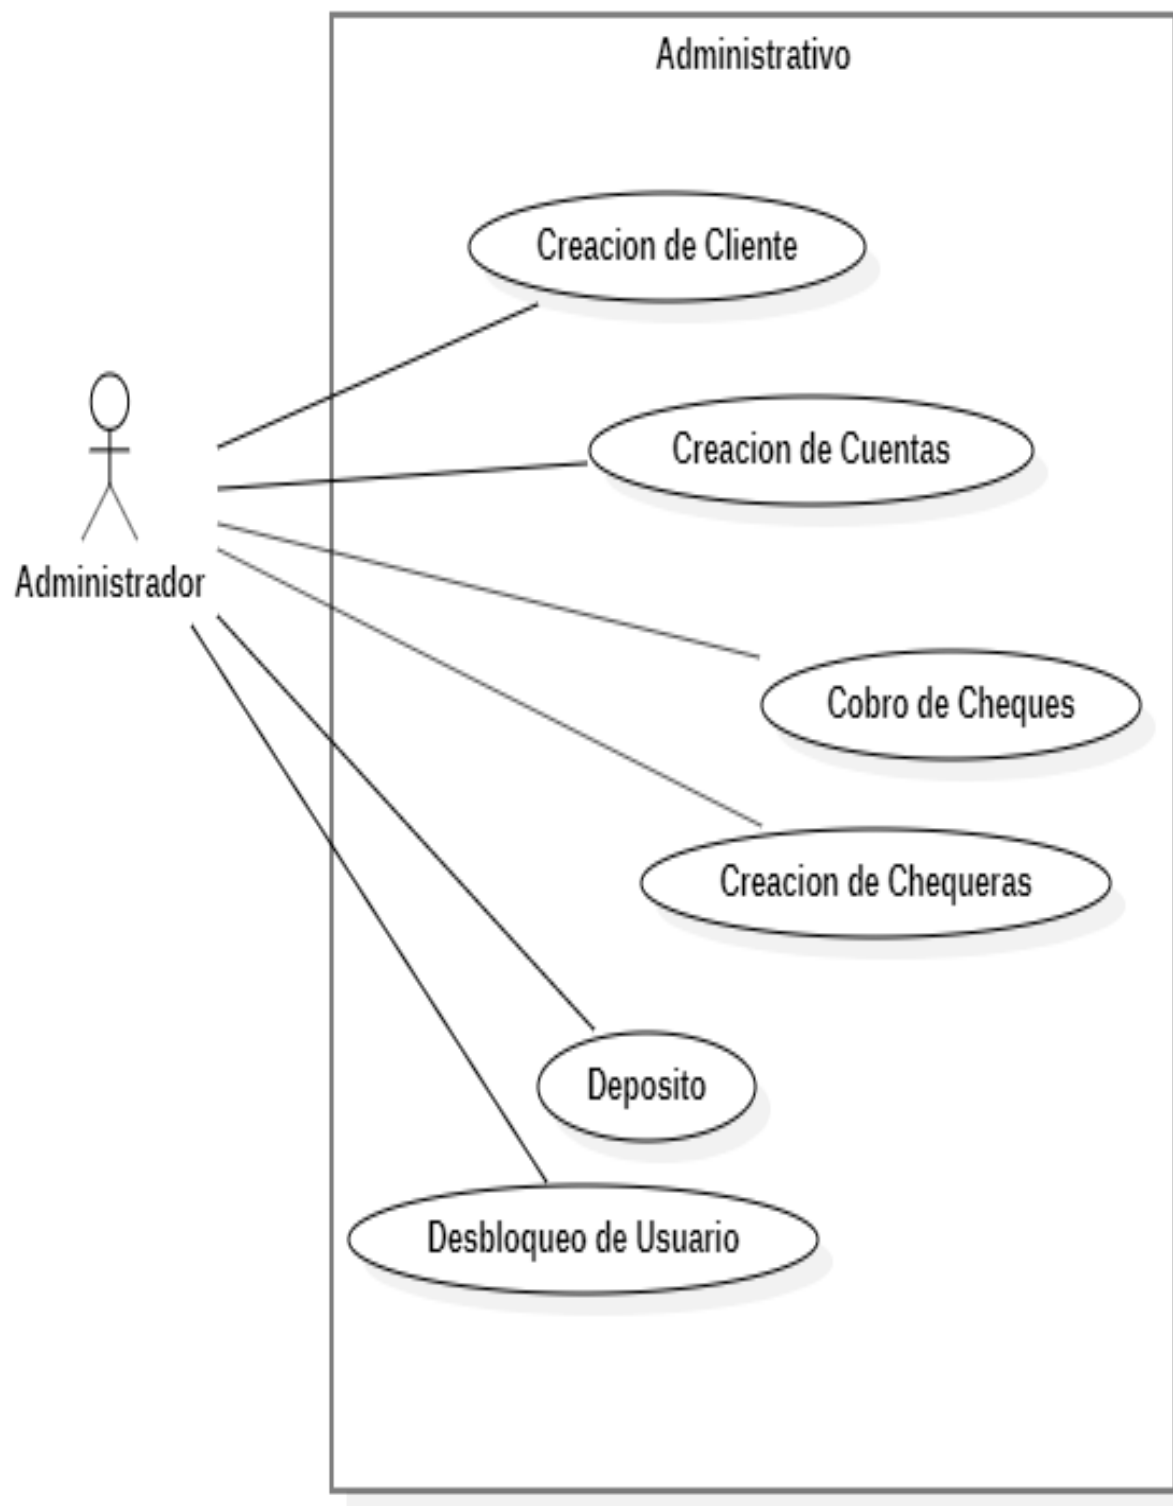 Administrativo
Creacion de Cliente
Creacion de Cuentas
Administrador
Cobro de Cheques
Creacion de Chequeras
Deposito
Desbloqueo de Usuario